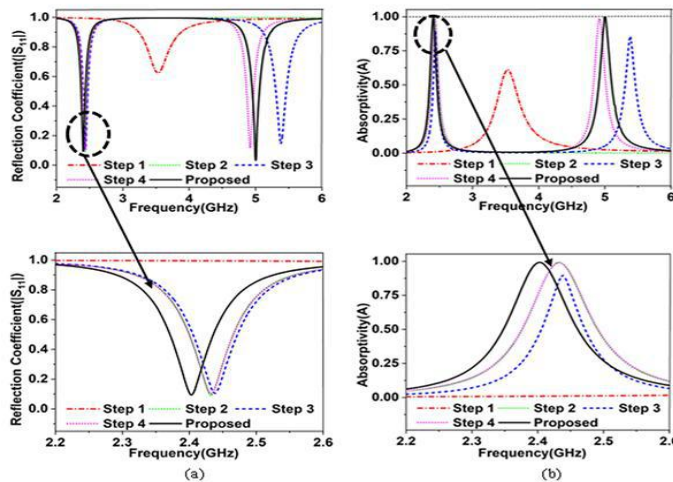 (a)
Reflection Coefficient(|S11|)
1.0
0.8
0.6
0.4
0.2
0.0
Step 1 Step 2 Step 3
Step 4 Proposed
2 3 4 5 6
Frequency(GHz)
(b)
Absorptivity(A)
1.00
0.75
0.50
0.25
0.00
Step 1 Step 2 Step 3
Step 4 Proposed
2 3 4 5 6
Frequency(GHz)
Reflection Coefficient(|S11|)
1.0
0.8
0.6
0.4
0.2
0.0
Step 1 Step 2 Step 3
Step 4 Proposed
2.2 2.3 2.4 2.5 2.6
Frequency(GHz)
(a)
Absorptivity(A)
1.00
0.75
0.50
0.25
0.00
Step 1 Step 2 Step 3
Step 4 Proposed
2.2 2.3 2.4 2.5 2.6
Frequency(GHz)
(b)